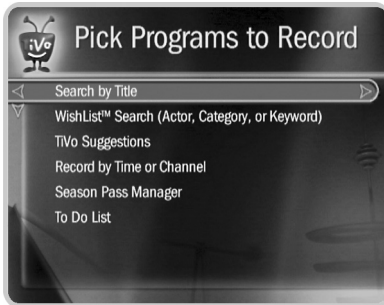 TiVo
Pick Programs to Record
Search by Title
WishList™ Search (Actor, Category, or Keyword)
TiVo Suggestions
Record by Time or Channel
Season Pass Manager
To Do List